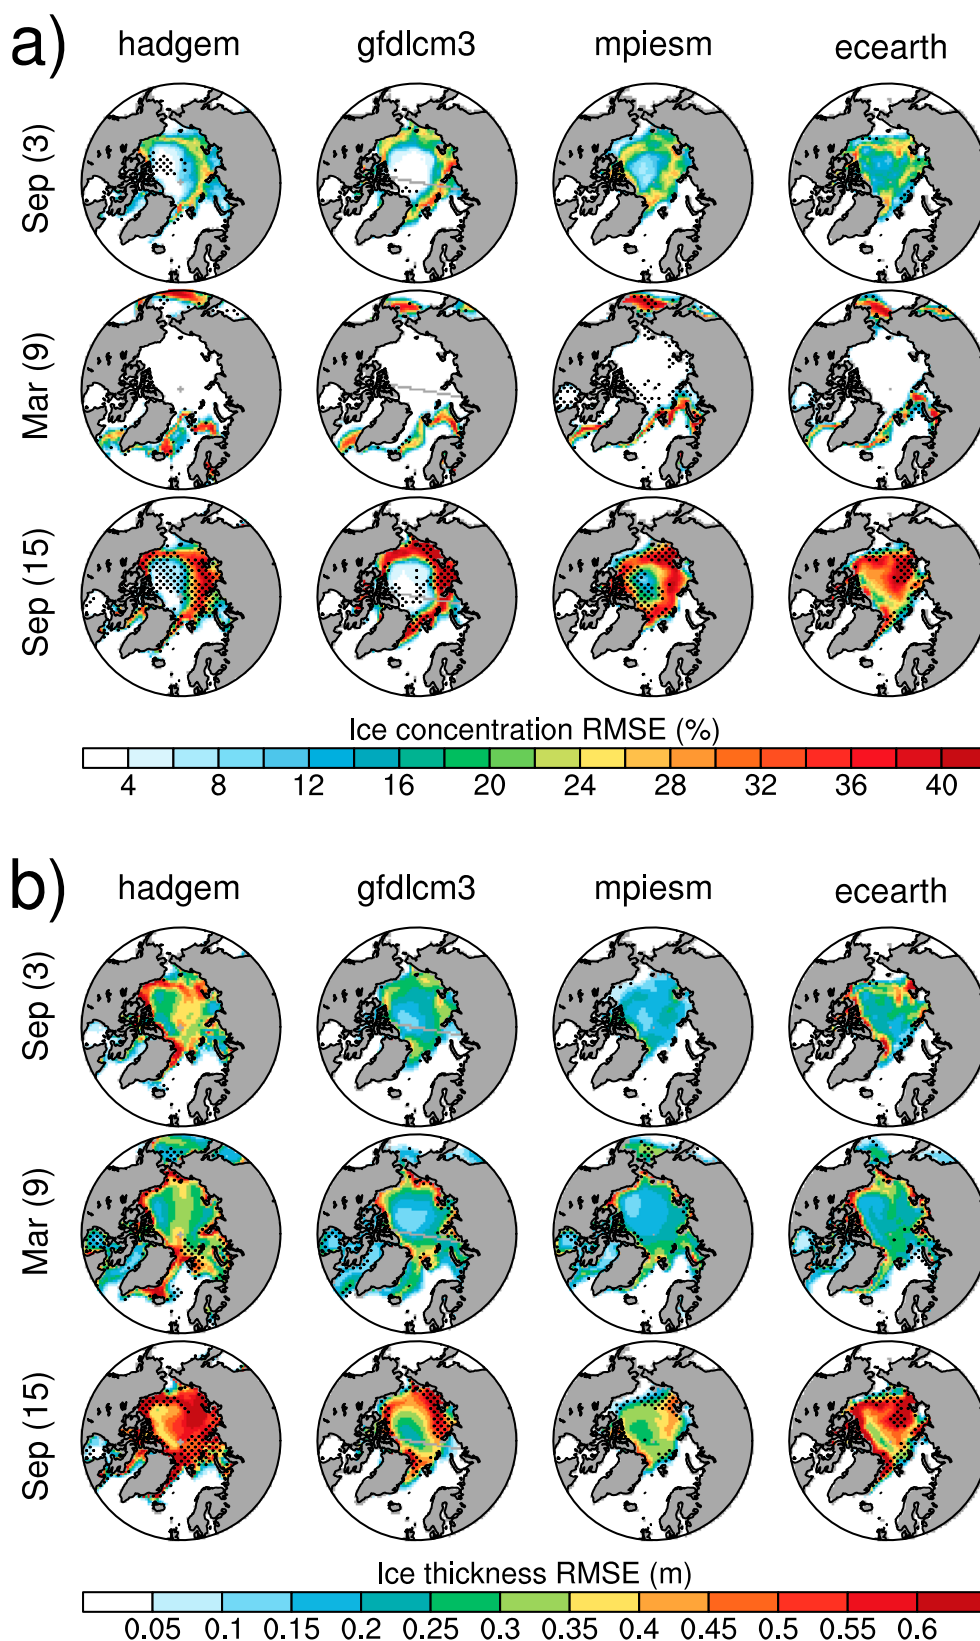 a)
hadgem gfdlcm3 mpiesm ecearth
Sep (3)
Mar (9)
Sep (15)
Ice concentration RMSE (%)
4 8 12 16 20 24 28 32 36 40
b)
hadgem gfdlcm3 mpiesm ecearth
Sep (3)
Mar (9)
Sep (15)
Ice thickness RMSE (m)
0.05 0.1 0.15 0.2 0.25 0.3 0.35 0.4 0.45 0.5 0.55 0.6